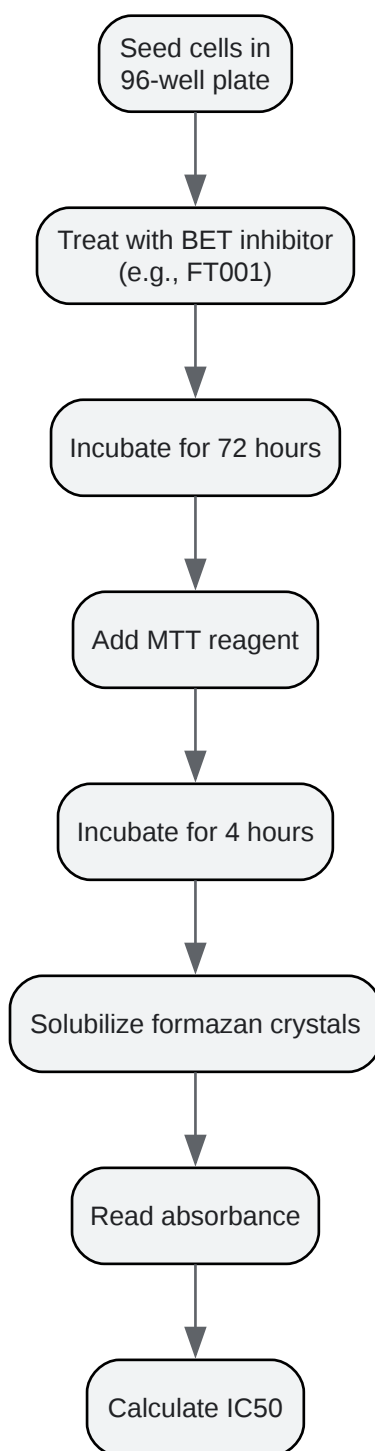 Seed cells in
96-well plate
Treat with BET inhibitor
(e.g., FT001)
Incubate for 72 hours
Add MTT reagent
Incubate for 4 hours
Solubilize formazan crystals
Read absorbance
Calculate IC50